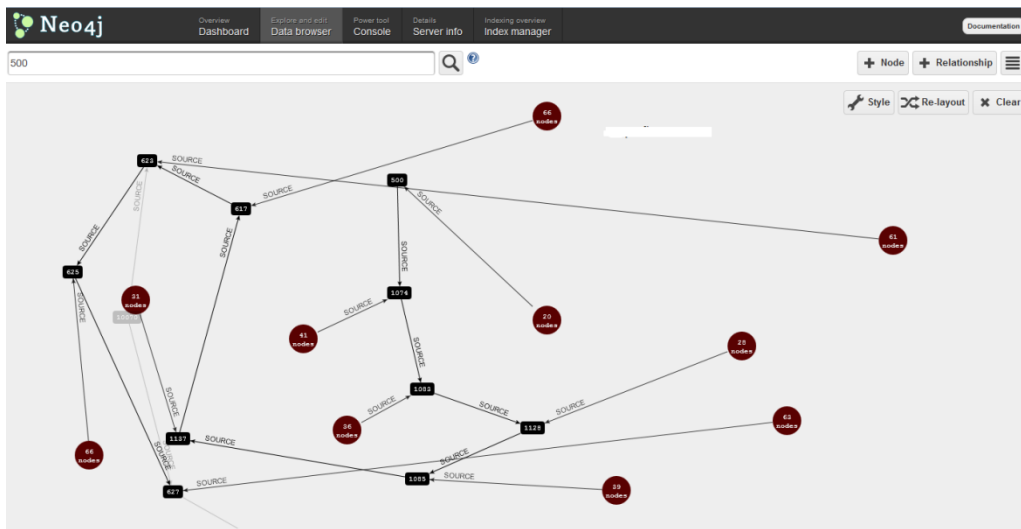 Neo4j
Overview
Dashboard
Explore and edit
Data browser
Power tool
Console
Details
Server info
Indexing overview
Index manager
Documentation
500
Node
Relationship
Style
Re-layout
Clear
66
nodes
623
SOURCE
SOURCE
500
617
SOURCE
SOURCE
SOURCE
61
nodes
SOURCE
SOURCE
SOURCE
625
SOURCE
1074
31
nodes
SOURCE
SOURCE
20
nodes
41
nodes
28
nodes
SOURCE
SOURCE
1083
SOURCE
SOURCE
SOURCE
63
nodes
36
nodes
1128
1137
SOURCE
66
nodes
SOURCE
SOURCE
SOURCE
SOURCE
1085
SOURCE
627
39
nodes